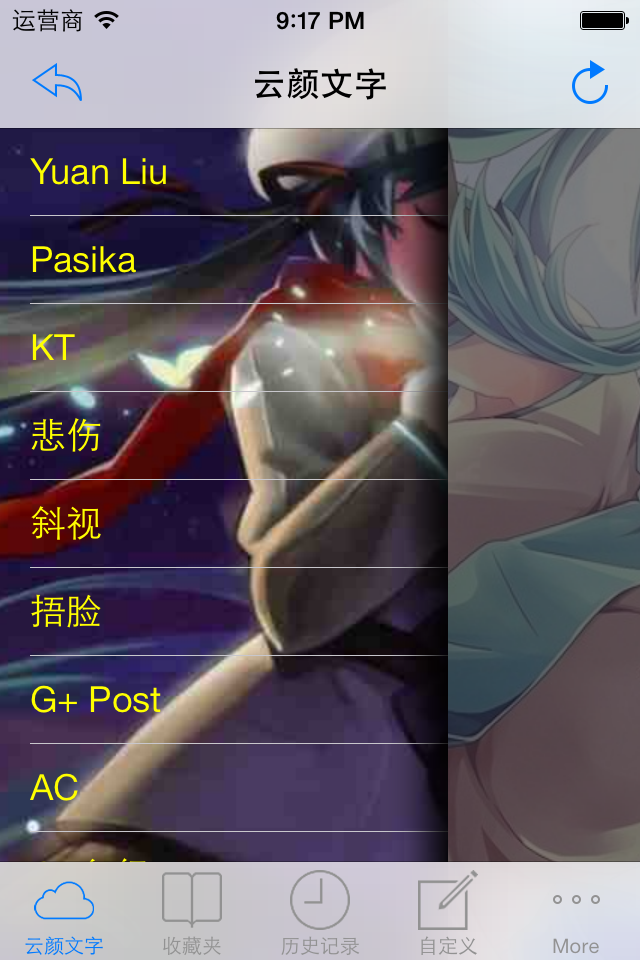 运营商 9:17 PM
云颜文字
Yuan Liu
Pasika
KT
悲伤
斜视
捂脸
G+ Post
AC
云颜文字 收藏夹 历史记录 自定义 More